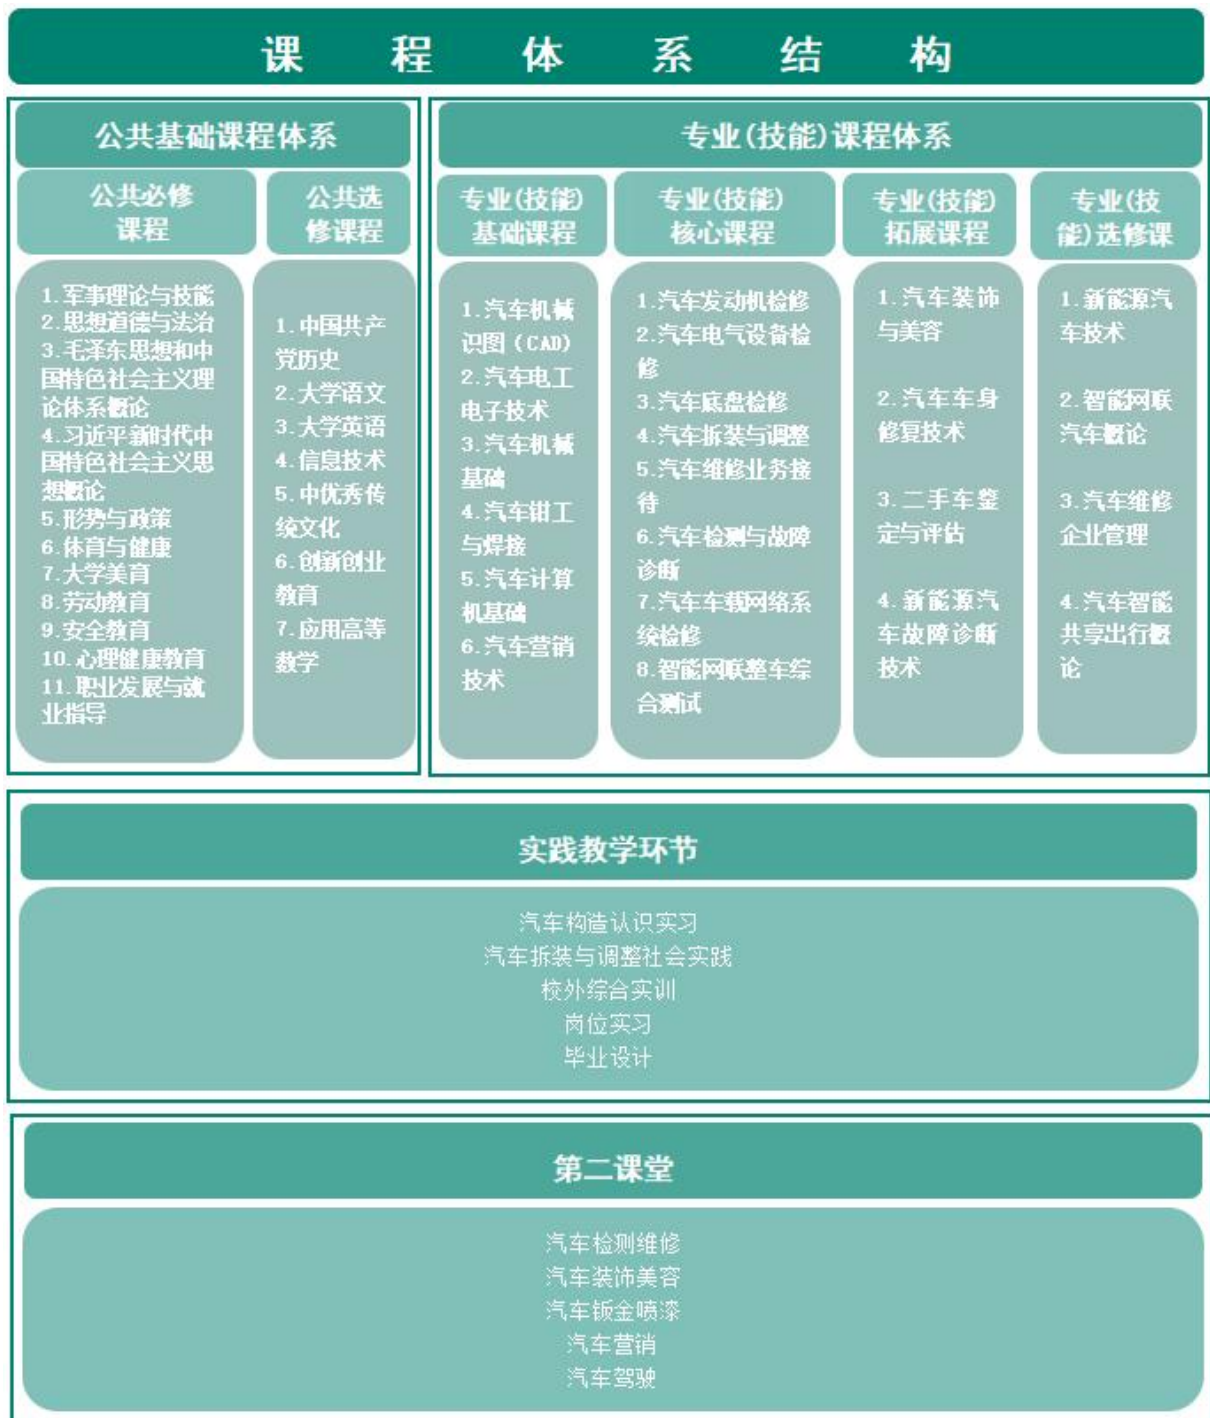 课程体系结构
公共基础课程体系
公共必修
课程
1.军事理论与技能
2.思想道德与法治
3.毛泽东思想和中
国特色社会主义理
论体系概论
4.习近平新时代中
国特色社会主义思
想概论
5.形势与政策
6.体育与健康
7.大学美育
8.劳动教育
9.安全教育
10.心理健康教育
11.职业发展与就
业指导
公共选
修课程
1.中国共产
党历史
2.大学语文
3.大学英语
4.信息技术
5.中优秀传
统文化
6.创新创业
教育
7.应用高等
数学
专业(技能)课程体系
专业(技能)
基础课程
1.汽车机械
识图(CAD)
2.汽车电工
电子技术
3.汽车机械
基础
4.汽车钳工
与焊接
5.汽车计算
机基础
6.汽车营销
技术
专业(技能)
核心课程
1.汽车发动机检修
2.汽车电气设备检
修
3.汽车底盘检修
4.汽车拆装与调整
5.汽车维修业务接
待
6.汽车检测与故障
诊断
7.汽车车载网络系
统检修
8.智能网联整车综
合测试
专业(技能)
拓展课程
1.汽车装饰
与美容
2.汽车车身
修复技术
3.二手车鉴
定与评估
4.新能源汽
车故障诊断
技术
专业(技
能)选修课
1.新能源汽
车技术
2.智能网联
汽车概论
3.汽车维修
企业管理
4.汽车智能
共享出行概
论
实践教学环节
汽车构造认识实习
汽车拆装与调整社会实践
校外综合实训
岗位实习
毕业设计
第二课堂
汽车检测维修
汽车装饰美容
汽车钣金喷漆
汽车营销
汽车驾驶